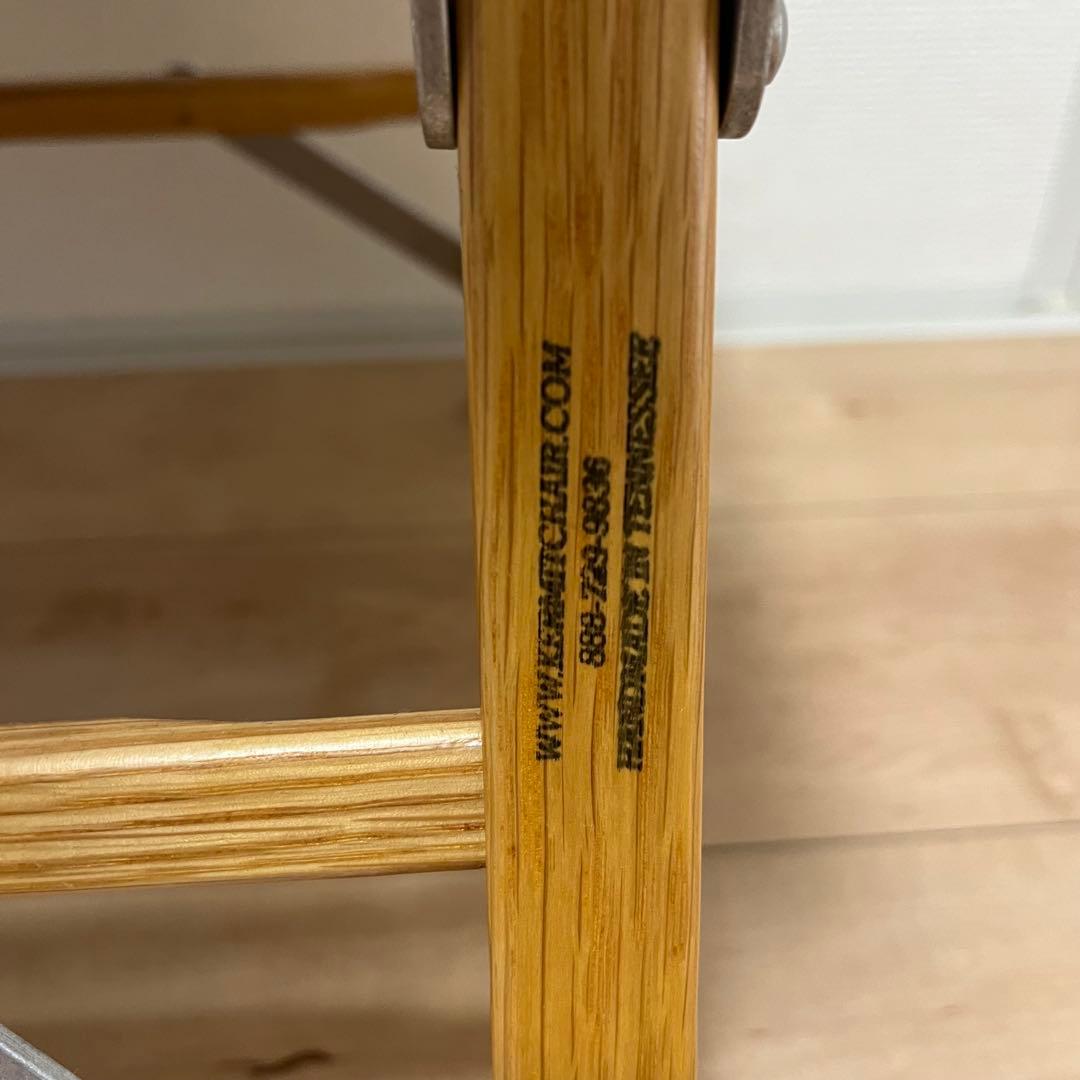 WWW.KERMITCHAIR.COM
888-729-9836
HANDMADE IN TENNESSEE